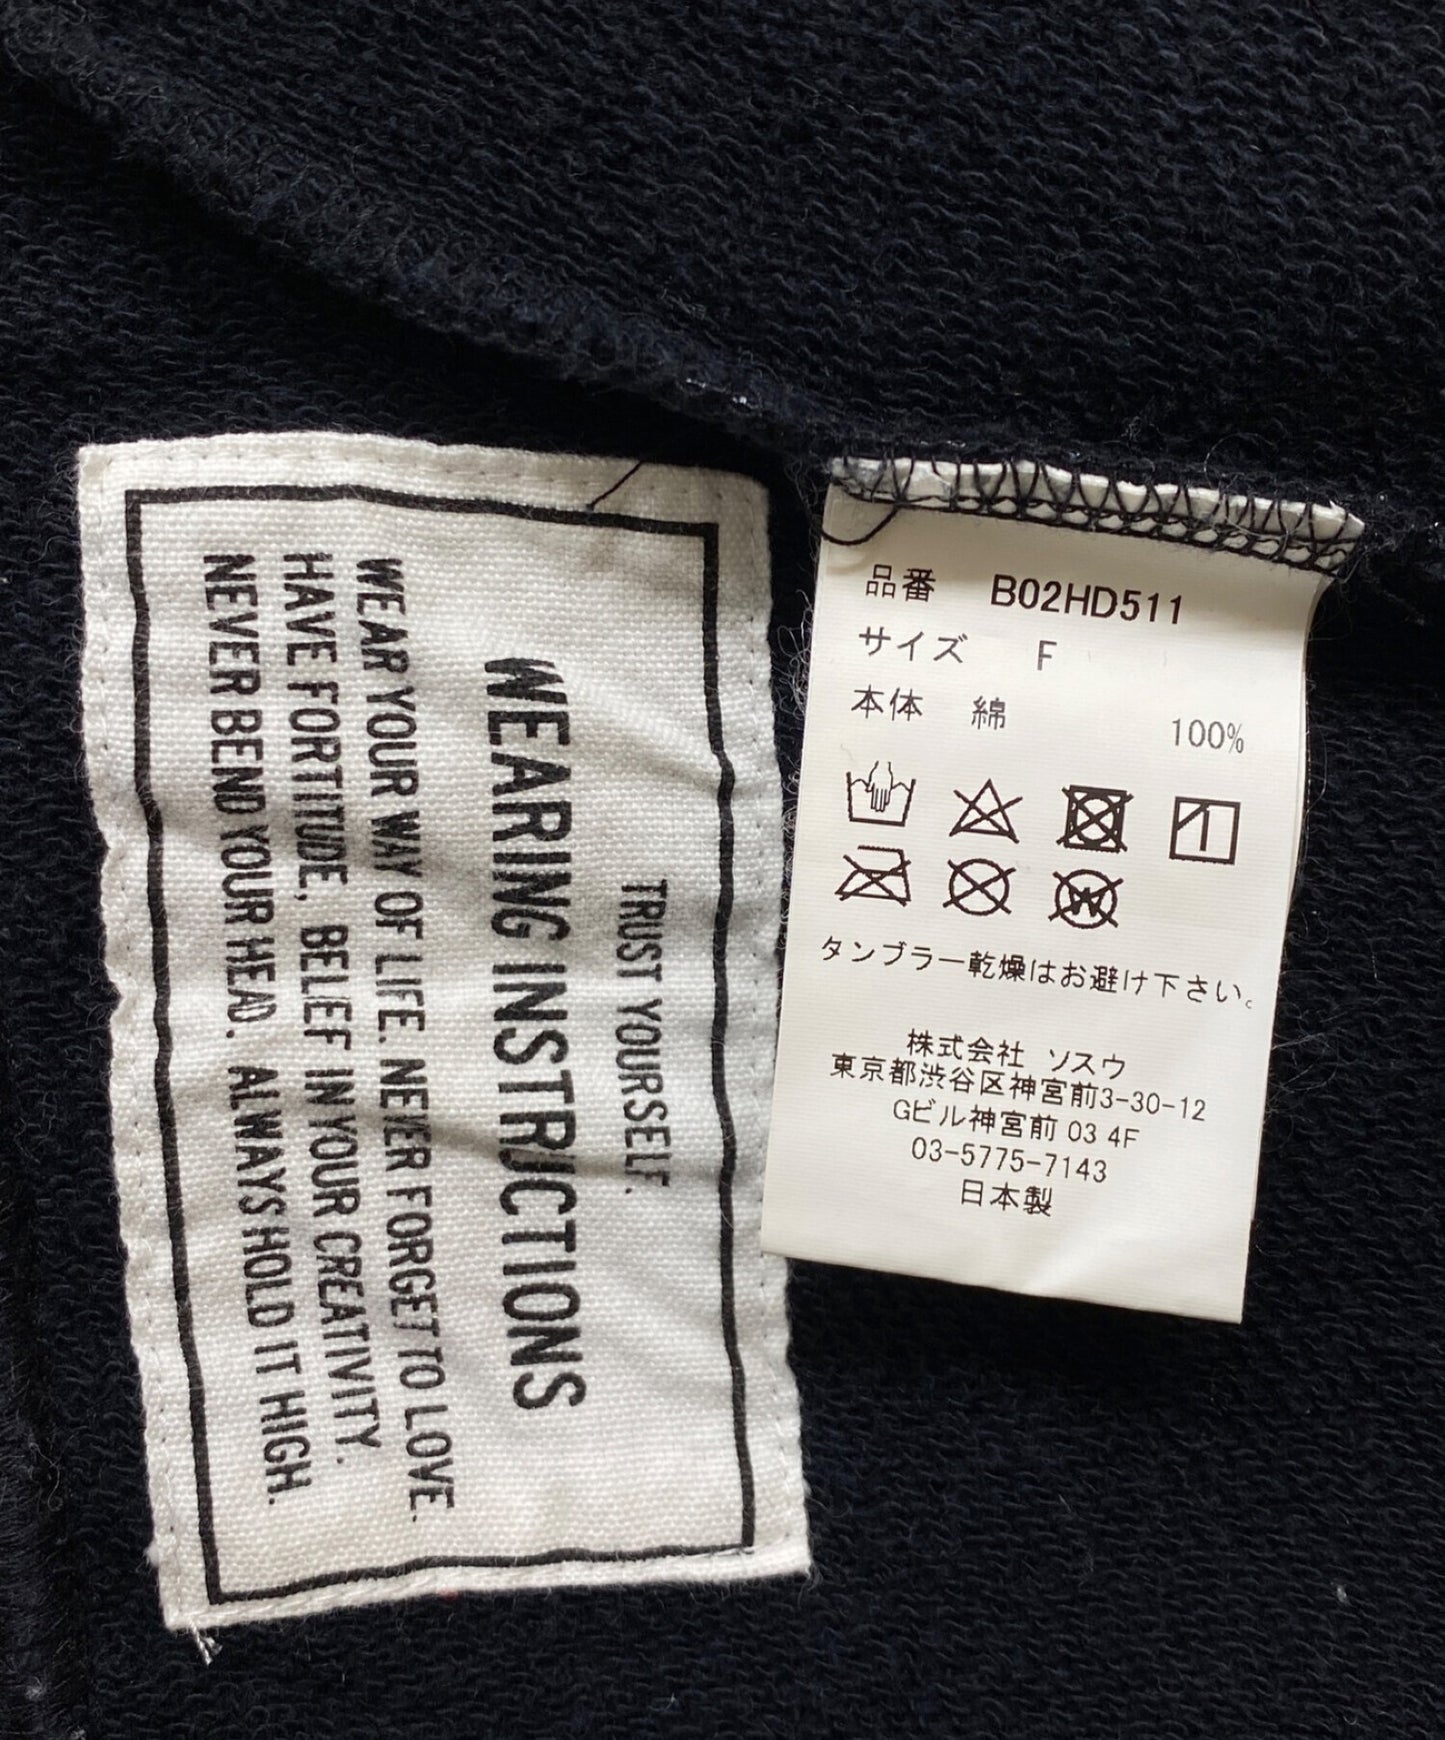 TRUST YOURSELF.
WEARING INSTRUCTIONS
WEAR YOUR WAY OF LIFE. NEVER FORGET TO LOVE.
HAVE FORTITUDE, BELIEF IN YOUR CREATIVITY.
NEVER BEND YOUR HEAD. ALWAYS HOLD IT HIGH.
品番 B02HD511
サイズ F
本体 綿 100%
W
タンブラー乾燥はお避け下さい。
株式会社 ソスウ
東京都渋谷区神宮前3-30-12
Gビル神宮前 03 4F
03-5775-7143
日本製